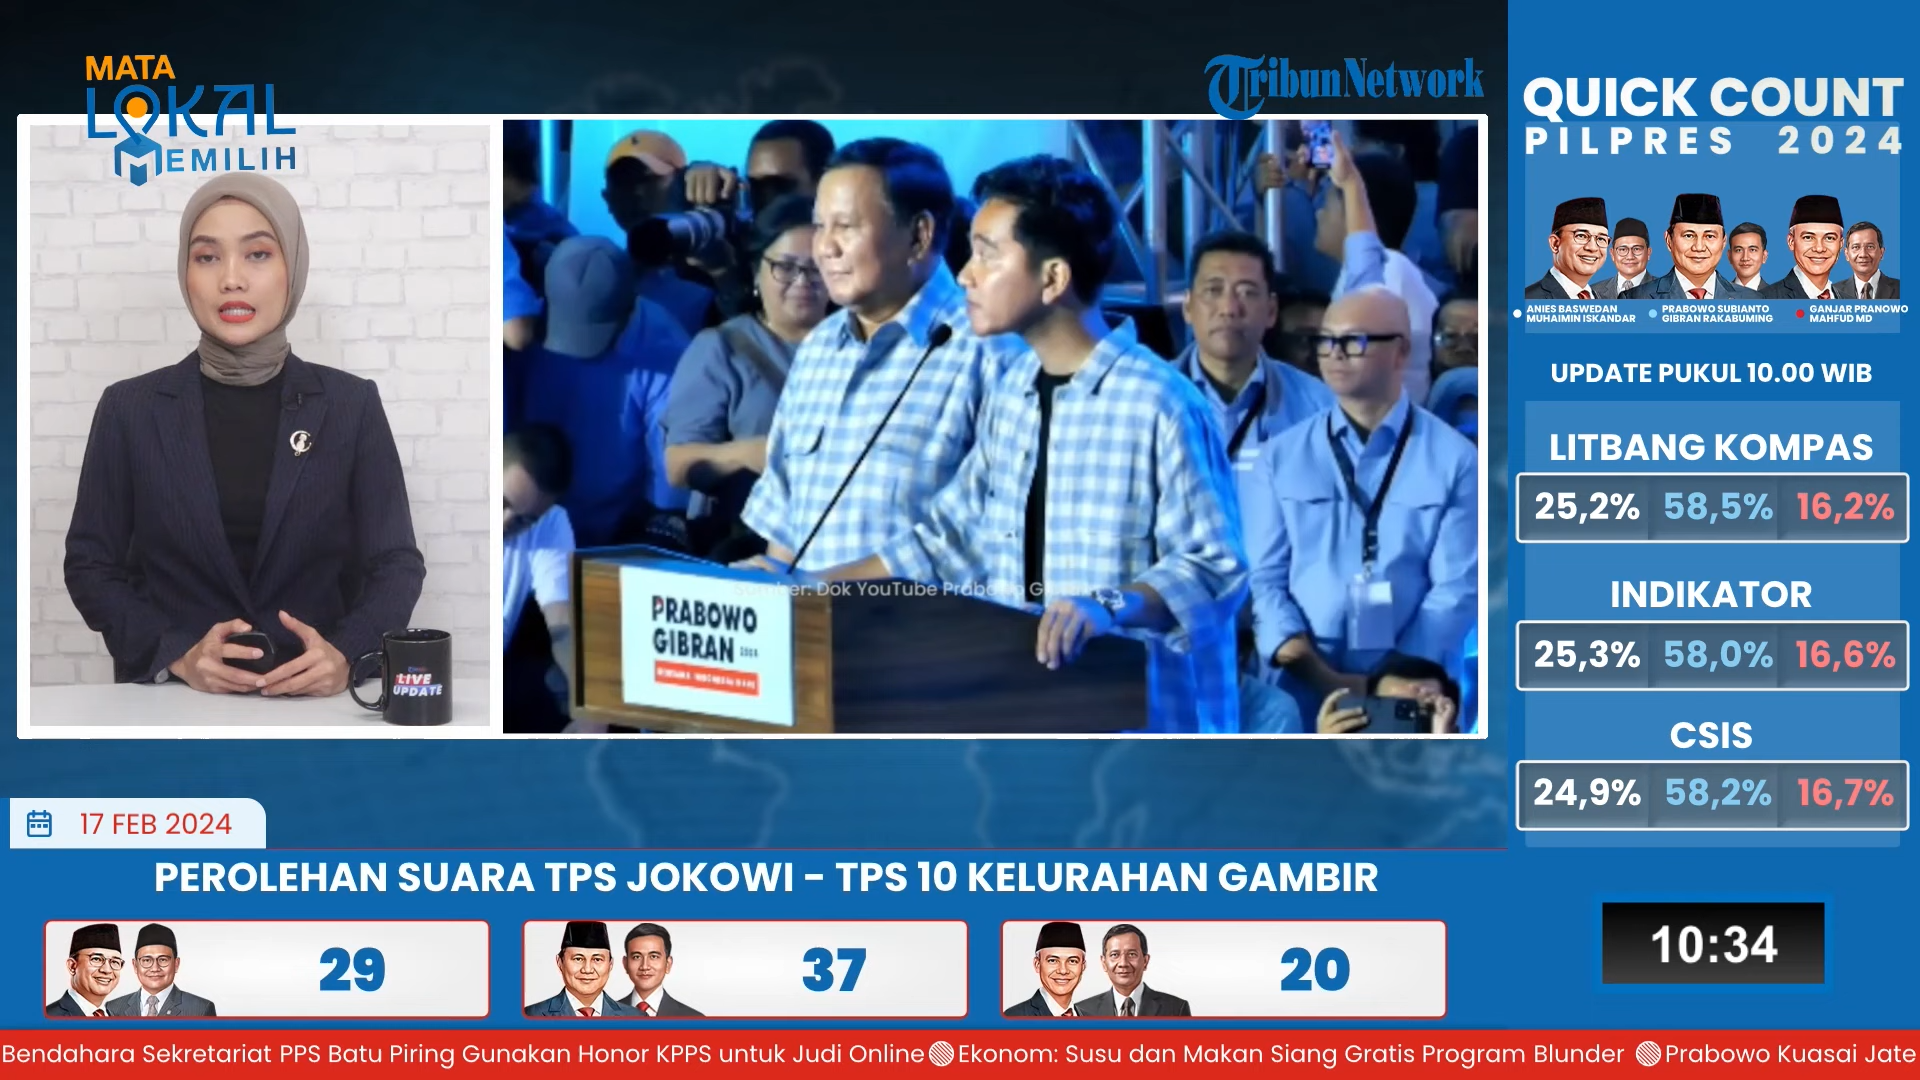 MATA
LOKAL
MEMILIH
TribunNetwork
QUICK COUNT
PILPRES 2024
ANIES BASWEDAN
MUHAIMIN ISKANDAR
PRABOWO SUBIANTO
GIBRAN RAKABUMING
GANJAR PRANOWO
MAHFUD MD
UPDATE PUKUL 10.00 WIB
LITBANG KOMPAS
25,2% 58,5% 16,2%
INDIKATOR
25,3% 58,0% 16,6%
CSIS
24,9% 58,2% 16,7%
Sumber: Dok YouTube Prabowo
PRABOWO
GIBRAN
LIVE
UPDATE
17 FEB 2024
PEROLEHAN SUARA TPS JOKOWI - TPS 10 KELURAHAN GAMBIR
29 37 20
10:34
Bendahara Sekretariat PPS Batu Piring Gunakan Honor KPPS untuk Judi Online Ekonom: Susu dan Makan Siang Gratis Program Blunder Prabowo Kuasai Jate